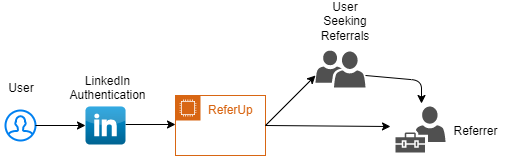 User
LinkedIn
Authentication
in
ReferUp
User
Seeking
Referrals
Referrer